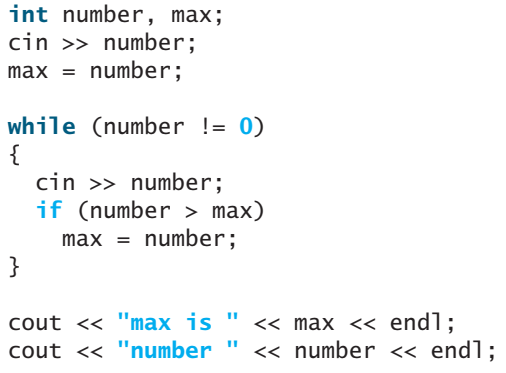 int number, max;
cin >> number;
max = number;

while (number != 0)
{
  cin >> number;
  if (number > max)
    max = number;
}

cout << "max is " << max << endl;
cout << "number " << number << endl;